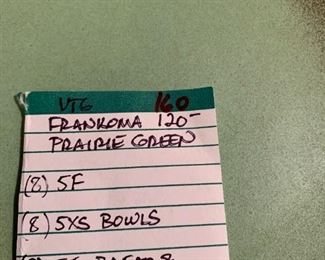 VTG 160
FRANKOMA 120-
PRAIRIE GREEN
(8) 5F
(8) 5XS BOWLS